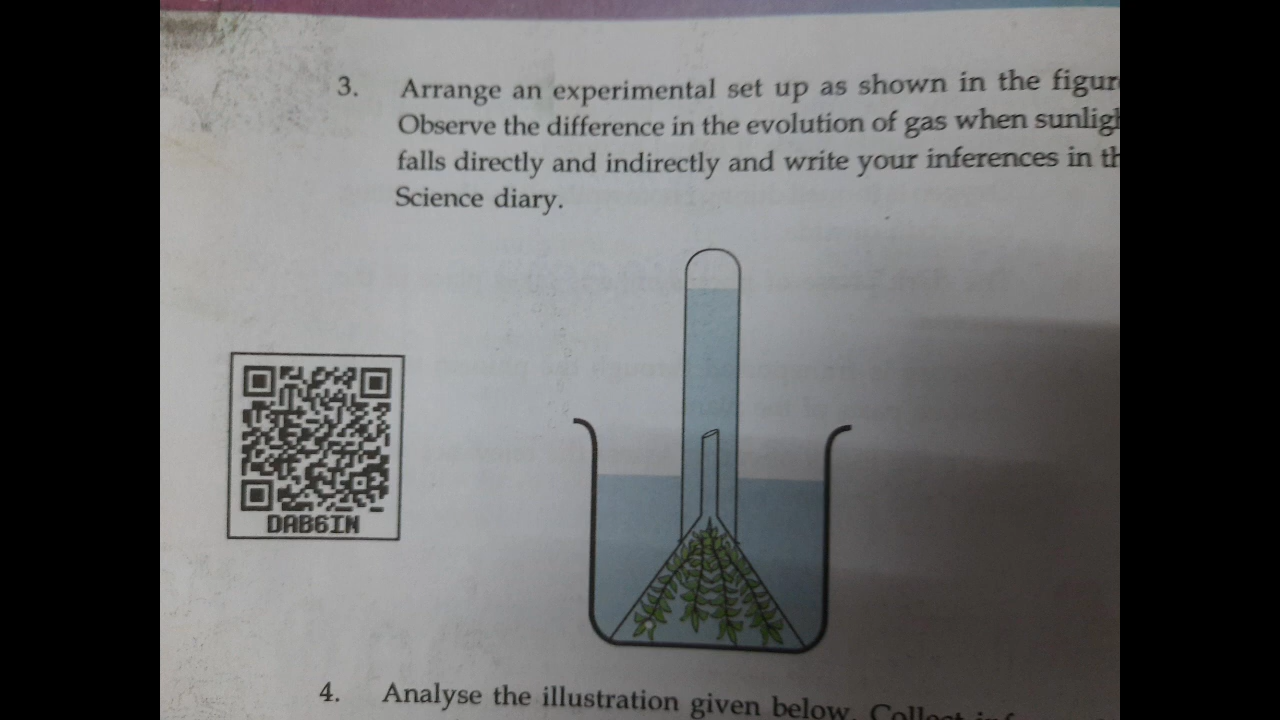 3. Arrange an experimental set up as shown in the figur
Observe the difference in the evolution of gas when sunligh
falls directly and indirectly and write your inferences in th
Science diary.
DAB6IN
4. Analyse the illustration given below. Collect